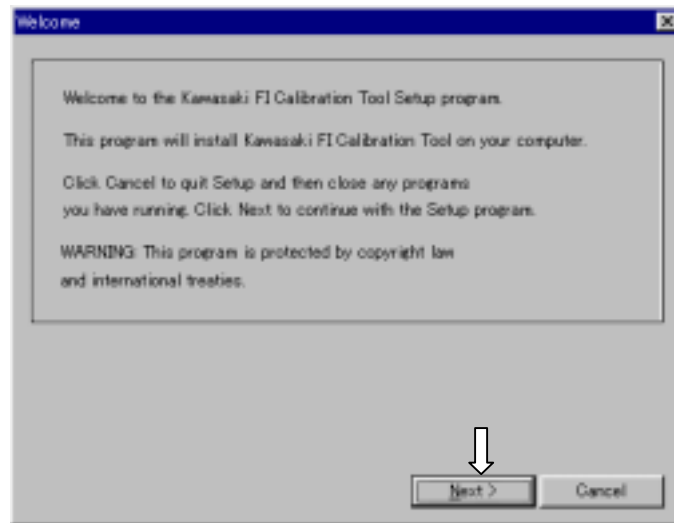 Welcome
Welcome to the Kawasaki FI Calibration Tool Setup program.
This program will install Kawasaki FI Calibration Tool on your computer.
Click Cancel to quit Setup and then close any programs
you have running. Click Next to continue with the Setup program.
WARNING: This program is protected by copyright law
and international treaties.
Next >
Cancel